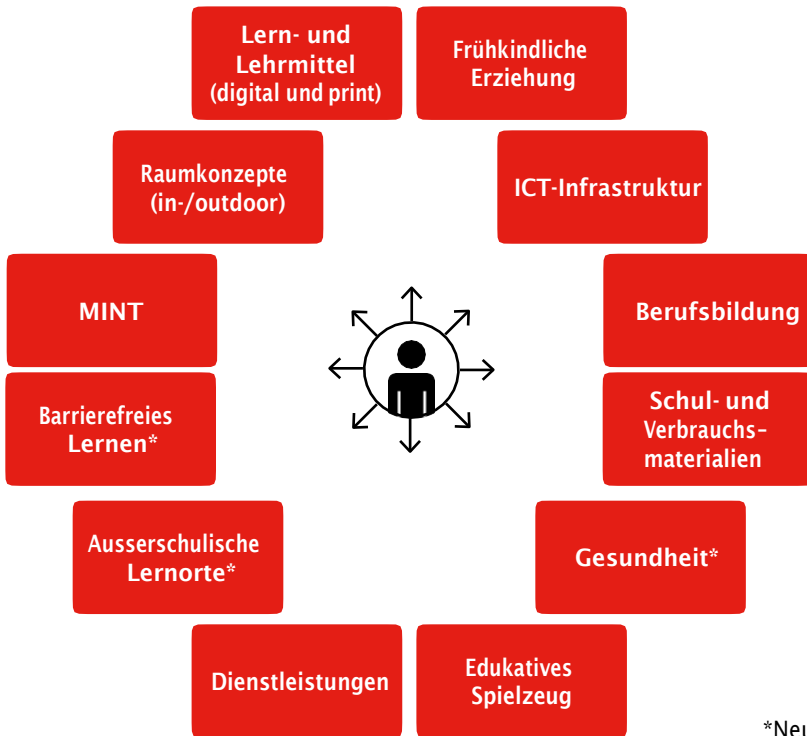 Lern- und
Lehrmittel
(digital und print)
Frühkindliche
Erziehung
Raumkonzepte
(in-/outdoor)
ICT-Infrastruktur
MINT
Berufsbildung
Barrierefreies
Lernen*
Schul- und
Verbrauchs-
materialien
Ausserschulische
Lernorte*
Gesundheit*
Dienstleistungen
Edukatives
Spielzeug
*Neu